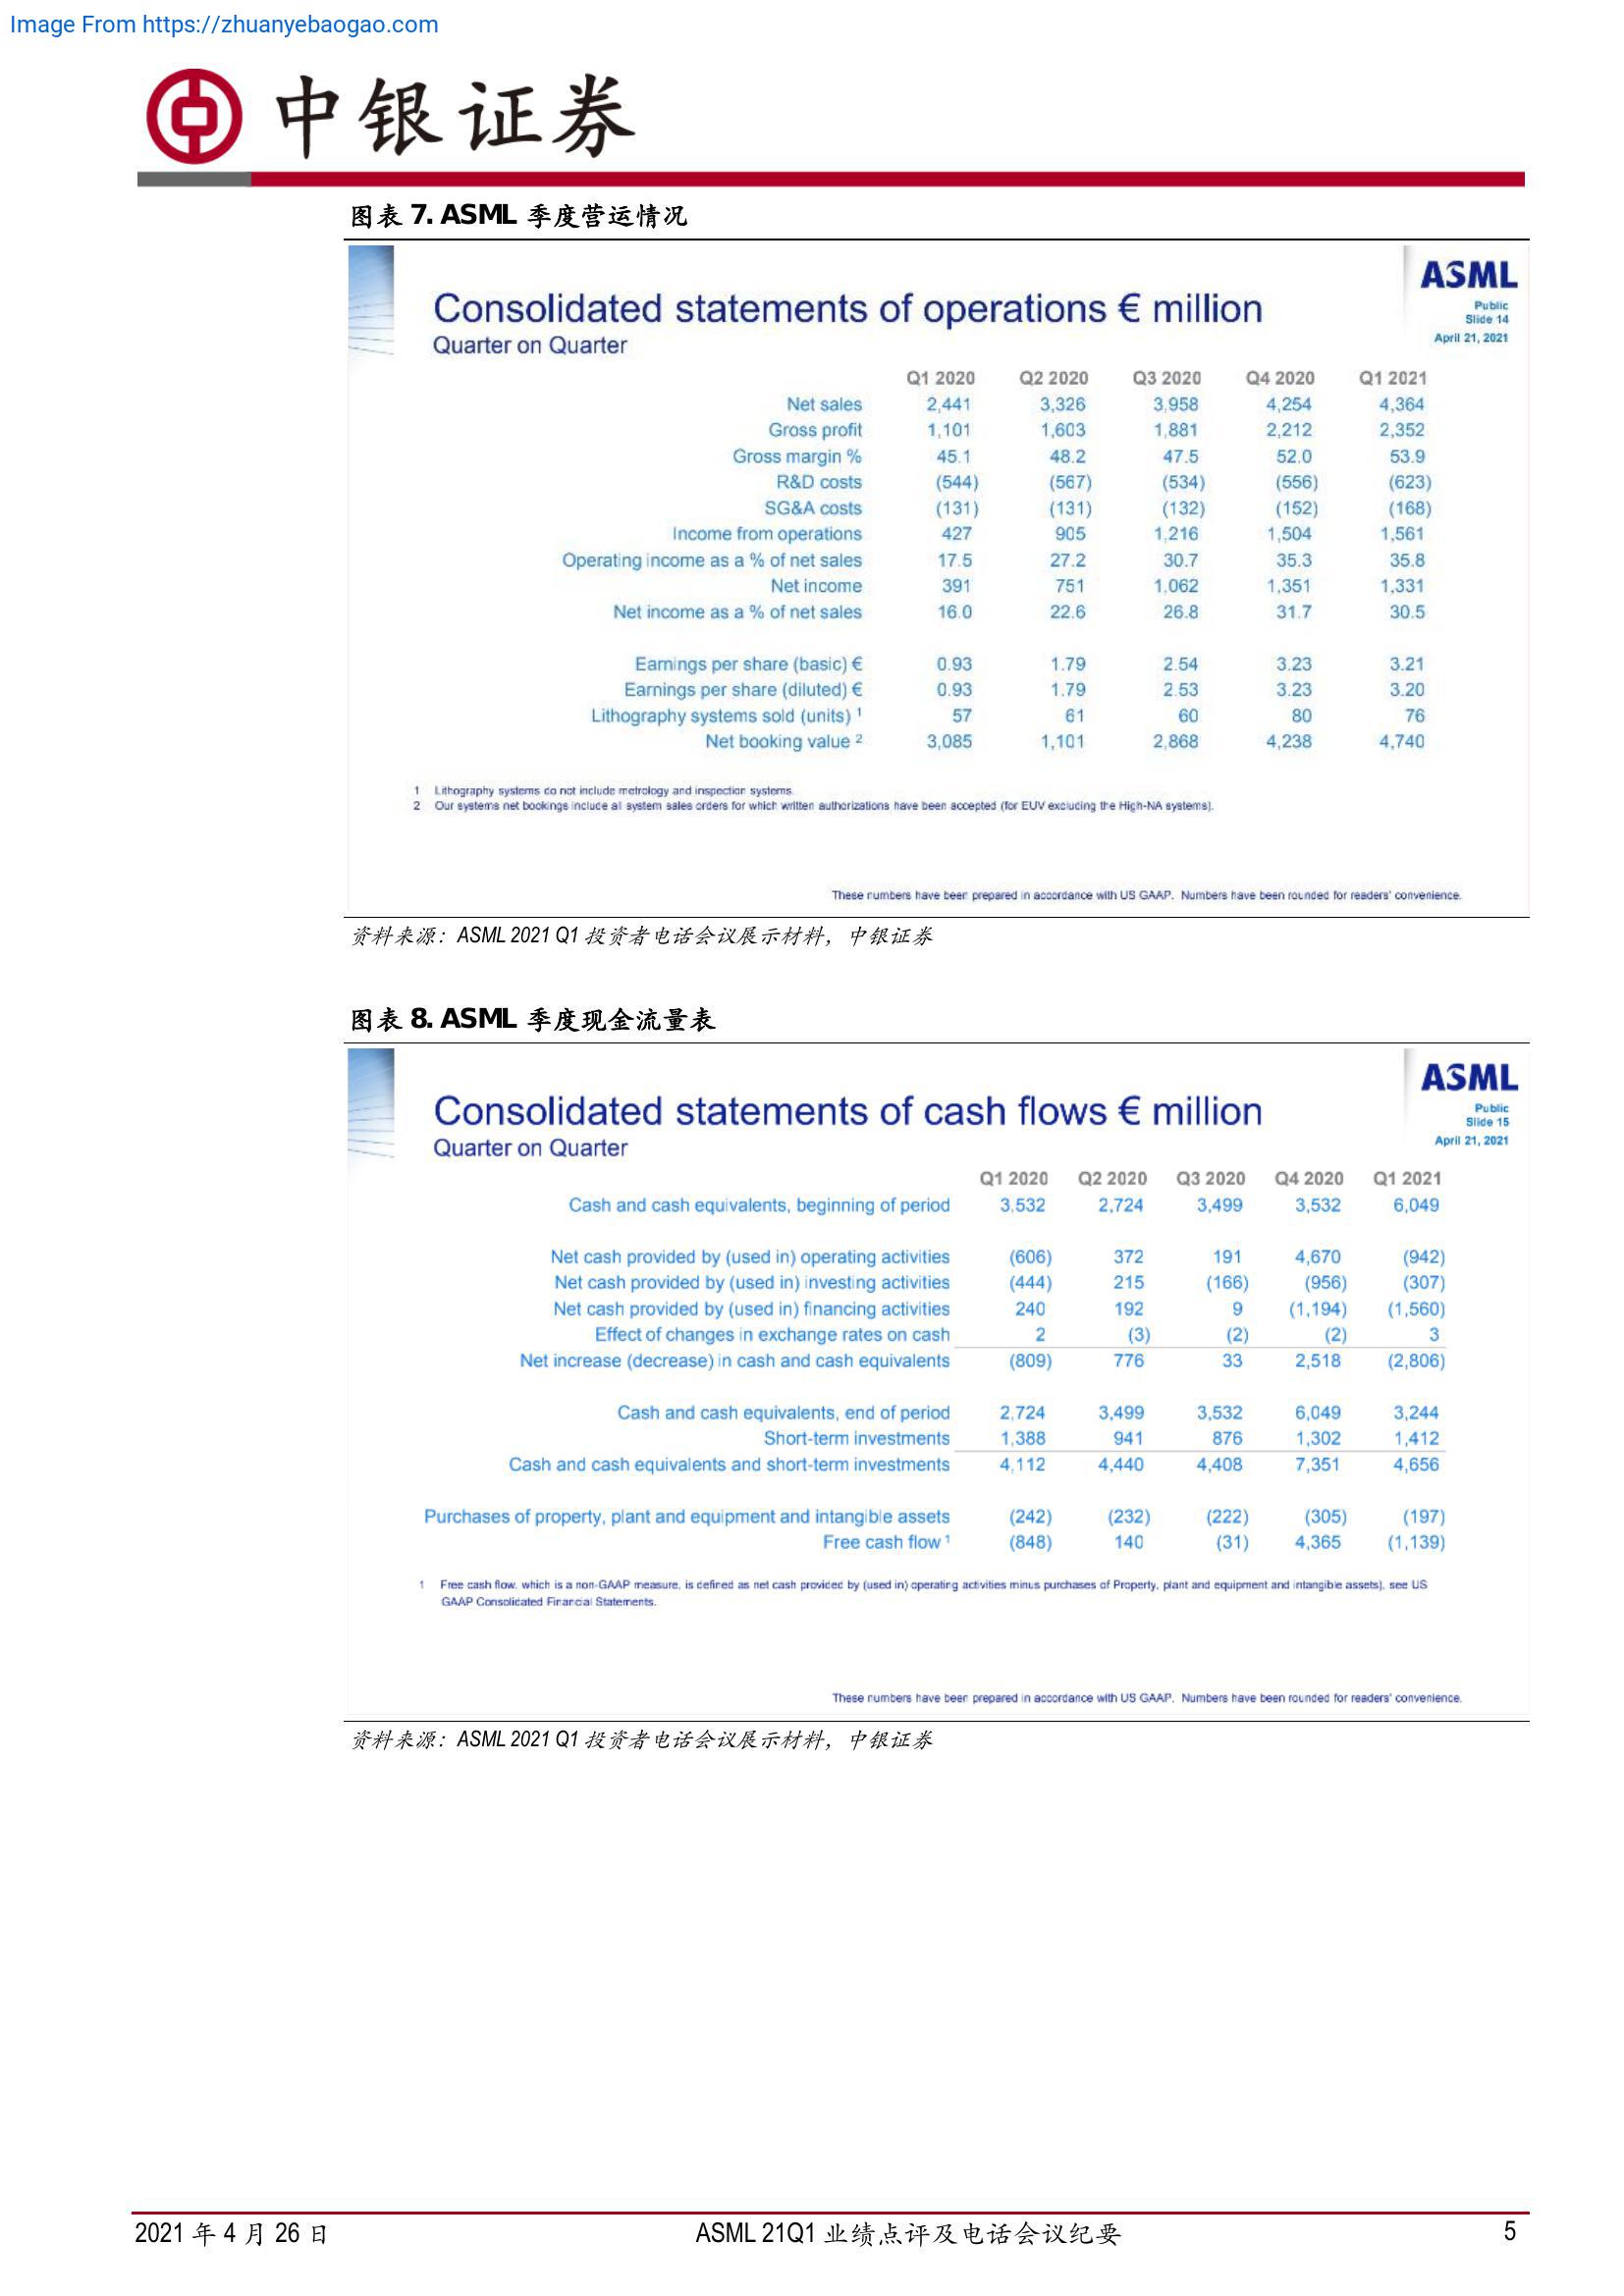 Image From https://zhuanyebaogao.com
中银证券
图表 7. ASML 季度营运情况
ASML
Public
Slide 14
April 21, 2021
Consolidated statements of operations € million
Quarter on Quarter
Q1 2020 Q2 2020 Q3 2020 Q4 2020 Q1 2021
Net sales 2,441 3,326 3,958 4,254 4,364
Gross profit 1,101 1,603 1,881 2,212 2,352
Gross margin % 45.1 48.2 47.5 52.0 53.9
R&D costs (544) (567) (534) (556) (623)
SG&A costs (131) (131) (132) (152) (168)
Income from operations 427 905 1,216 1,504 1,561
Operating income as a % of net sales 17.5 27.2 30.7 35.3 35.8
Net income 391 751 1,062 1,351 1,331
Net income as a % of net sales 16.0 22.6 26.8 31.7 30.5
Earnings per share (basic) € 0.93 1.79 2.54 3.23 3.21
Earnings per share (diluted) € 0.93 1.79 2.53 3.23 3.20
Lithography systems sold (units) 1 57 61 60 80 76
Net booking value 2 3,085 1,101 2,868 4,238 4,740
1 Lithography systems do not include metrology and inspection systems.
2 Our systems net bookings include all system sales orders for which written authorizations have been accepted (for EUV excluding the High-NA systems).
These numbers have been prepared in accordance with US GAAP. Numbers have been rounded for readers' convenience.
资料来源：ASML 2021 Q1 投资者电话会议展示材料，中银证券
图表 8. ASML 季度现金流量表
ASML
Public
Slide 15
April 21, 2021
Consolidated statements of cash flows € million
Quarter on Quarter
Q1 2020 Q2 2020 Q3 2020 Q4 2020 Q1 2021
Cash and cash equivalents, beginning of period 3,532 2,724 3,499 3,532 6,049
Net cash provided by (used in) operating activities (606) 372 191 4,670 (942)
Net cash provided by (used in) investing activities (444) 215 (166) (956) (307)
Net cash provided by (used in) financing activities 240 192 9 (1,194) (1,560)
Effect of changes in exchange rates on cash 2 (3) (2) (2) 3
Net increase (decrease) in cash and cash equivalents (809) 776 33 2,518 (2,806)
Cash and cash equivalents, end of period 2,724 3,499 3,532 6,049 3,244
Short-term investments 1,388 941 876 1,302 1,412
Cash and cash equivalents and short-term investments 4,112 4,440 4,408 7,351 4,656
Purchases of property, plant and equipment and intangible assets (242) (232) (222) (305) (197)
Free cash flow 1 (848) 140 (31) 4,365 (1,139)
1 Free cash flow, which is a non-GAAP measure, is defined as net cash provided by (used in) operating activities minus purchases of Property, plant and equipment and intangible assets), see US
GAAP Consolidated Financial Statements.
These numbers have been prepared in accordance with US GAAP. Numbers have been rounded for readers' convenience.
资料来源：ASML 2021 Q1 投资者电话会议展示材料，中银证券
2021 年 4 月 26 日 ASML 21Q1 业绩点评及电话会议纪要 5